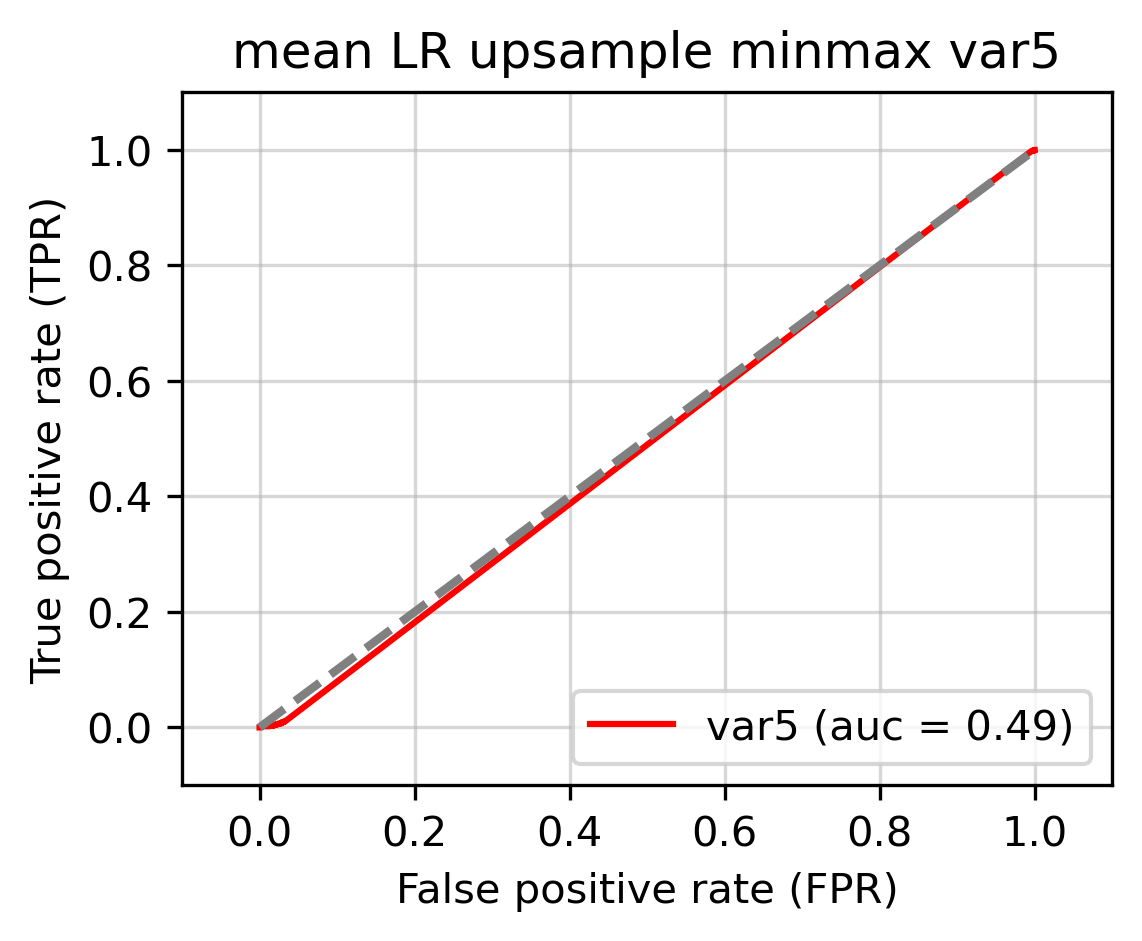 mean LR upsample minmax var5
True positive rate (TPR)
1.0
0.8
0.6
0.4
0.2
0.0
var5 (auc = 0.49)
0.0 0.2 0.4 0.6 0.8 1.0
False positive rate (FPR)